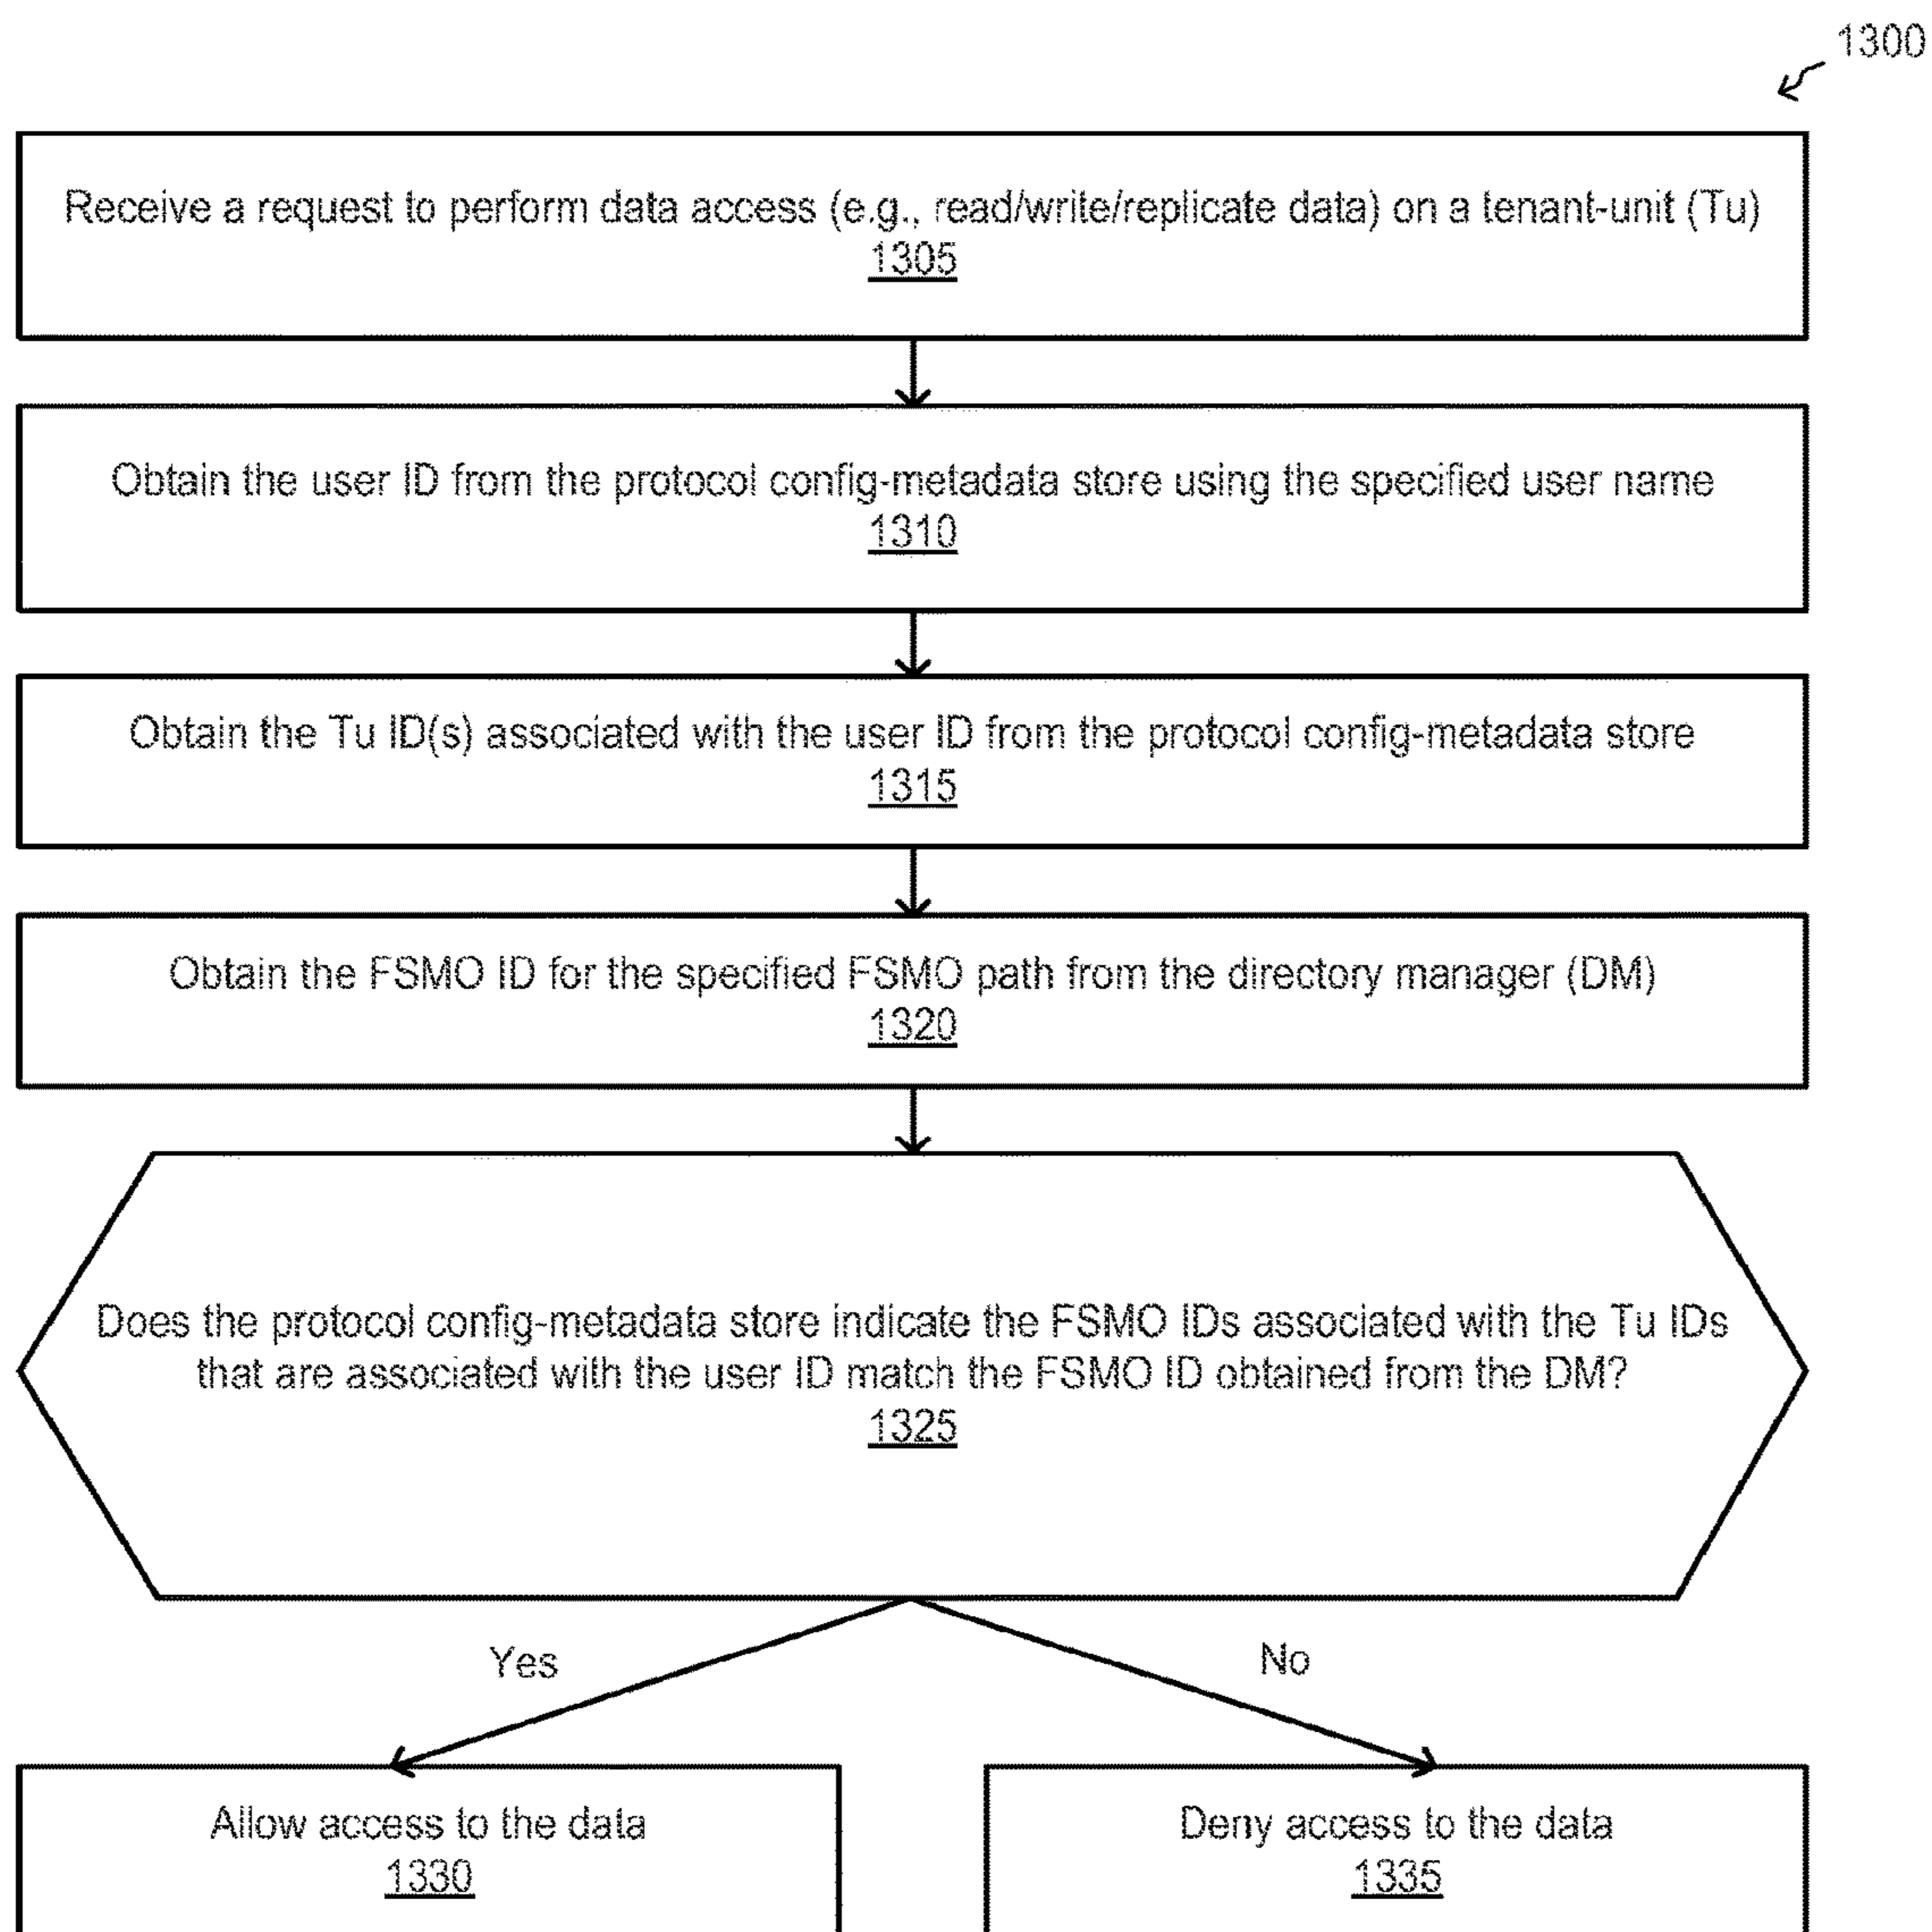 1300
Receive a request to perform data access (e.g., read/write/replicate data) on a tenant-unit (Tu)
1305
Obtain the user ID from the protocol config-metadata store using the specified user name
1310
Obtain the Tu ID(s) associated with the user ID from the protocol config-metadata store
1315
Obtain the FSMO ID for the specified FSMO path from the directory manager (DM)
1320
Does the protocol config-metadata store indicate the FSMO IDs associated with the Tu IDs
that are associated with the user ID match the FSMO ID obtained from the DM?
1325
Yes
No
Allow access to the data
1330
Deny access to the data
1335